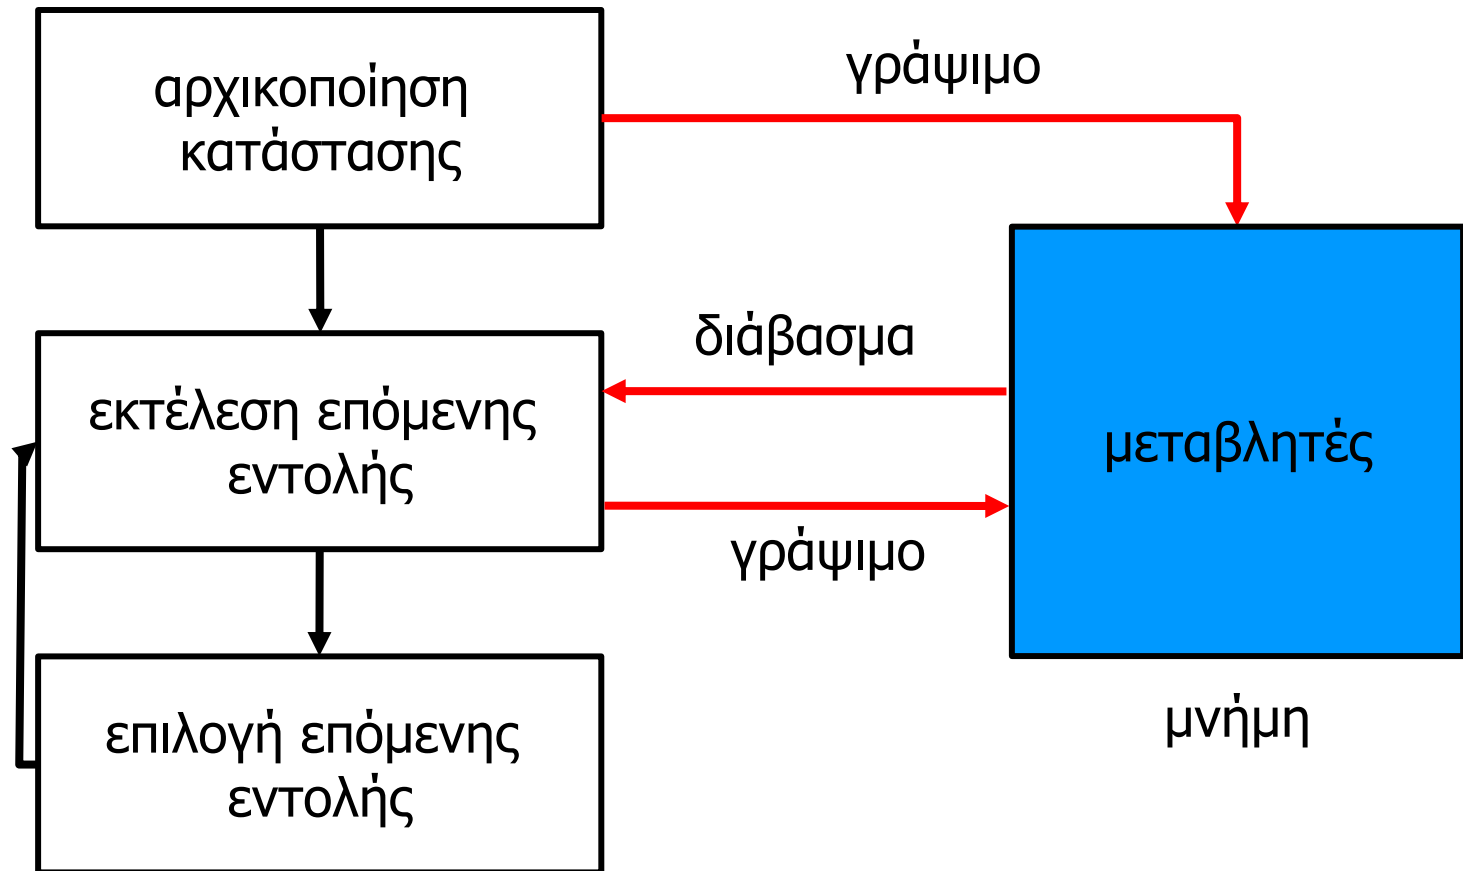 αρχικοποίηση
κατάστασης
γράψιμο
διάβασμα
εκτέλεση επόμενης
εντολής
γράψιμο
μεταβλητές
επιλογή επόμενης
εντολής
μνήμη